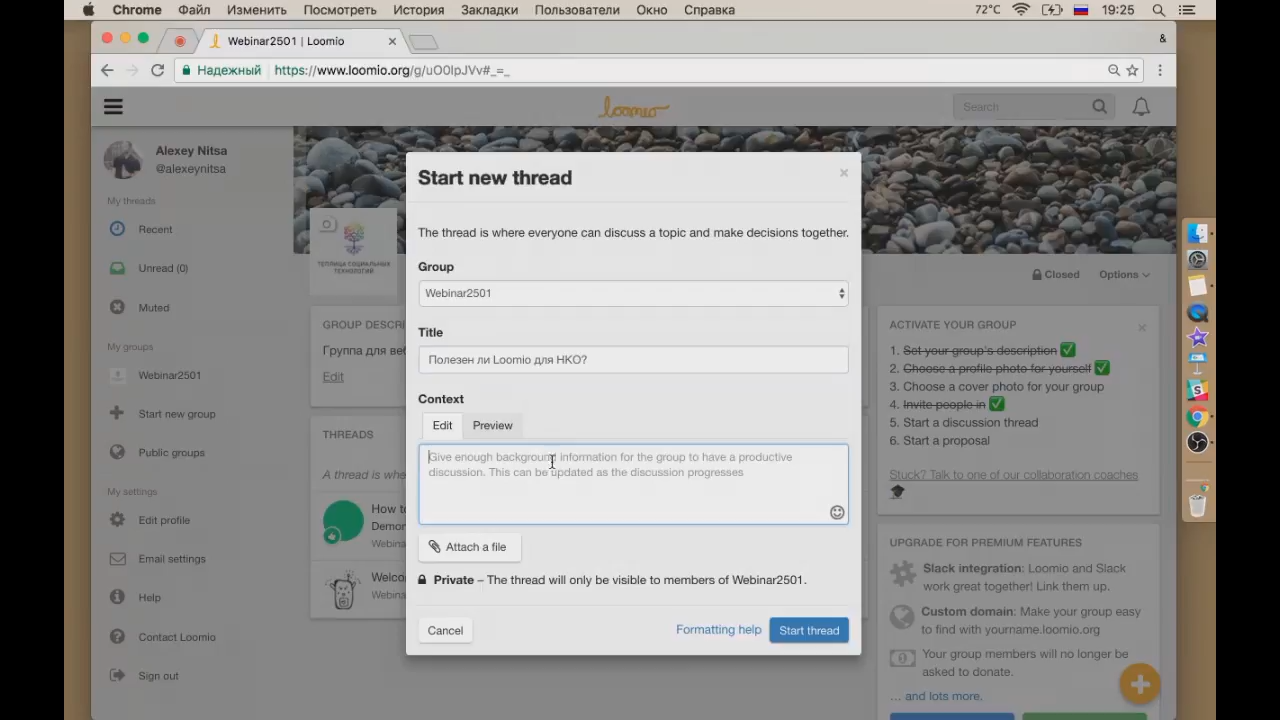 Chrome Файл Изменить Посмотреть История Закладки Пользователи Окно Справка 72°C 19:25
Webinar2501 | Loomio
Надежный https://www.loomio.org/g/uO0lpJVv#_=_
loomio
Search
Alexey Nitsa
@alexeynitsa
My threads
Recent
Unread (0)
Muted
My groups
Webinar2501
Start new group
Public groups
My settings
Edit profile
Email settings
Help
Contact Loomio
Sign out
ТЕПЛИЦА СОЦИАЛЬНЫХ
ТЕХНОЛОГИЙ
GROUP DESCRI
Группа для веб
Edit
THREADS
A thread is whe
How to
Demon
Webina
Welco
Webina
Start new thread
The thread is where everyone can discuss a topic and make decisions together.
Group
Webinar2501
Title
Полезен ли Loomio для НКО?
Context
Edit Preview
Give enough background information for the group to have a productive
discussion. This can be updated as the discussion progresses
Attach a file
Private – The thread will only be visible to members of Webinar2501.
Cancel Formatting help Start thread
Closed Options
ACTIVATE YOUR GROUP
1. Set your group's description
2. Choose a profile photo for yourself
3. Choose a cover photo for your group
4. Invite people in
5. Start a discussion thread
6. Start a proposal
Stuck? Talk to one of our collaboration coaches
UPGRADE FOR PREMIUM FEATURES
Slack integration: Loomio and Slack
work great together! Link them up.
Custom domain: Make your group easy
to find with yourname.loomio.org
Your group members will no longer be
asked to donate.
... and lots more.